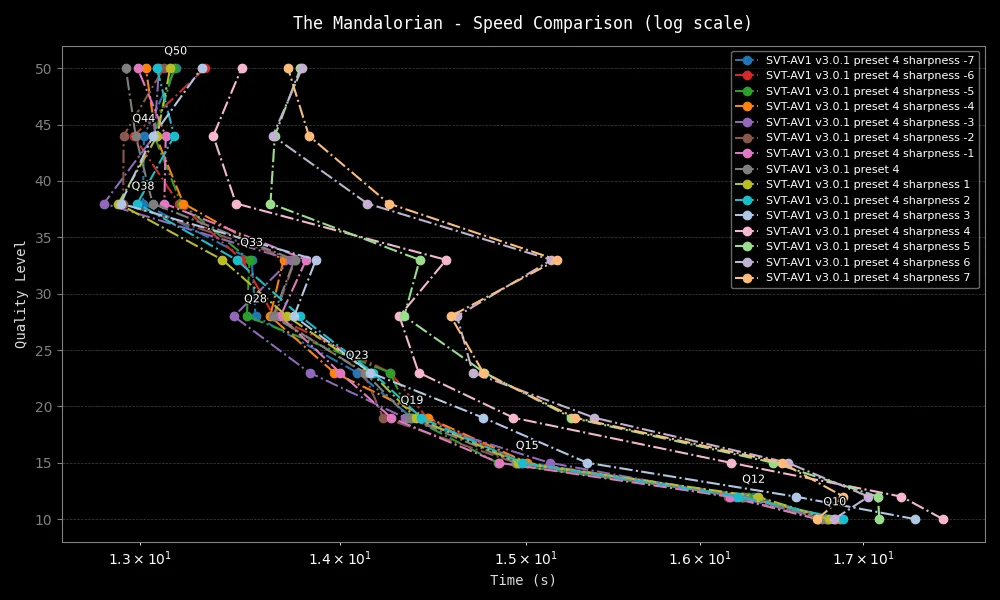 The Mandalorian - Speed Comparison (log scale)
SVT-AV1 v3.0.1 preset 4 sharpness -7
SVT-AV1 v3.0.1 preset 4 sharpness -6
SVT-AV1 v3.0.1 preset 4 sharpness -5
SVT-AV1 v3.0.1 preset 4 sharpness -4
SVT-AV1 v3.0.1 preset 4 sharpness -3
SVT-AV1 v3.0.1 preset 4 sharpness -2
SVT-AV1 v3.0.1 preset 4 sharpness -1
SVT-AV1 v3.0.1 preset 4
SVT-AV1 v3.0.1 preset 4 sharpness 1
SVT-AV1 v3.0.1 preset 4 sharpness 2
SVT-AV1 v3.0.1 preset 4 sharpness 3
SVT-AV1 v3.0.1 preset 4 sharpness 4
SVT-AV1 v3.0.1 preset 4 sharpness 5
SVT-AV1 v3.0.1 preset 4 sharpness 6
SVT-AV1 v3.0.1 preset 4 sharpness 7
Quality Level
50
45
40
35
30
25
20
15
10
Q50
Q44
Q38
Q33
Q28
Q23
Q19
Q15
Q12
Q10
1.3 × 10¹ 1.4 × 10¹ 1.5 × 10¹ 1.6 × 10¹ 1.7 × 10¹
Time (s)